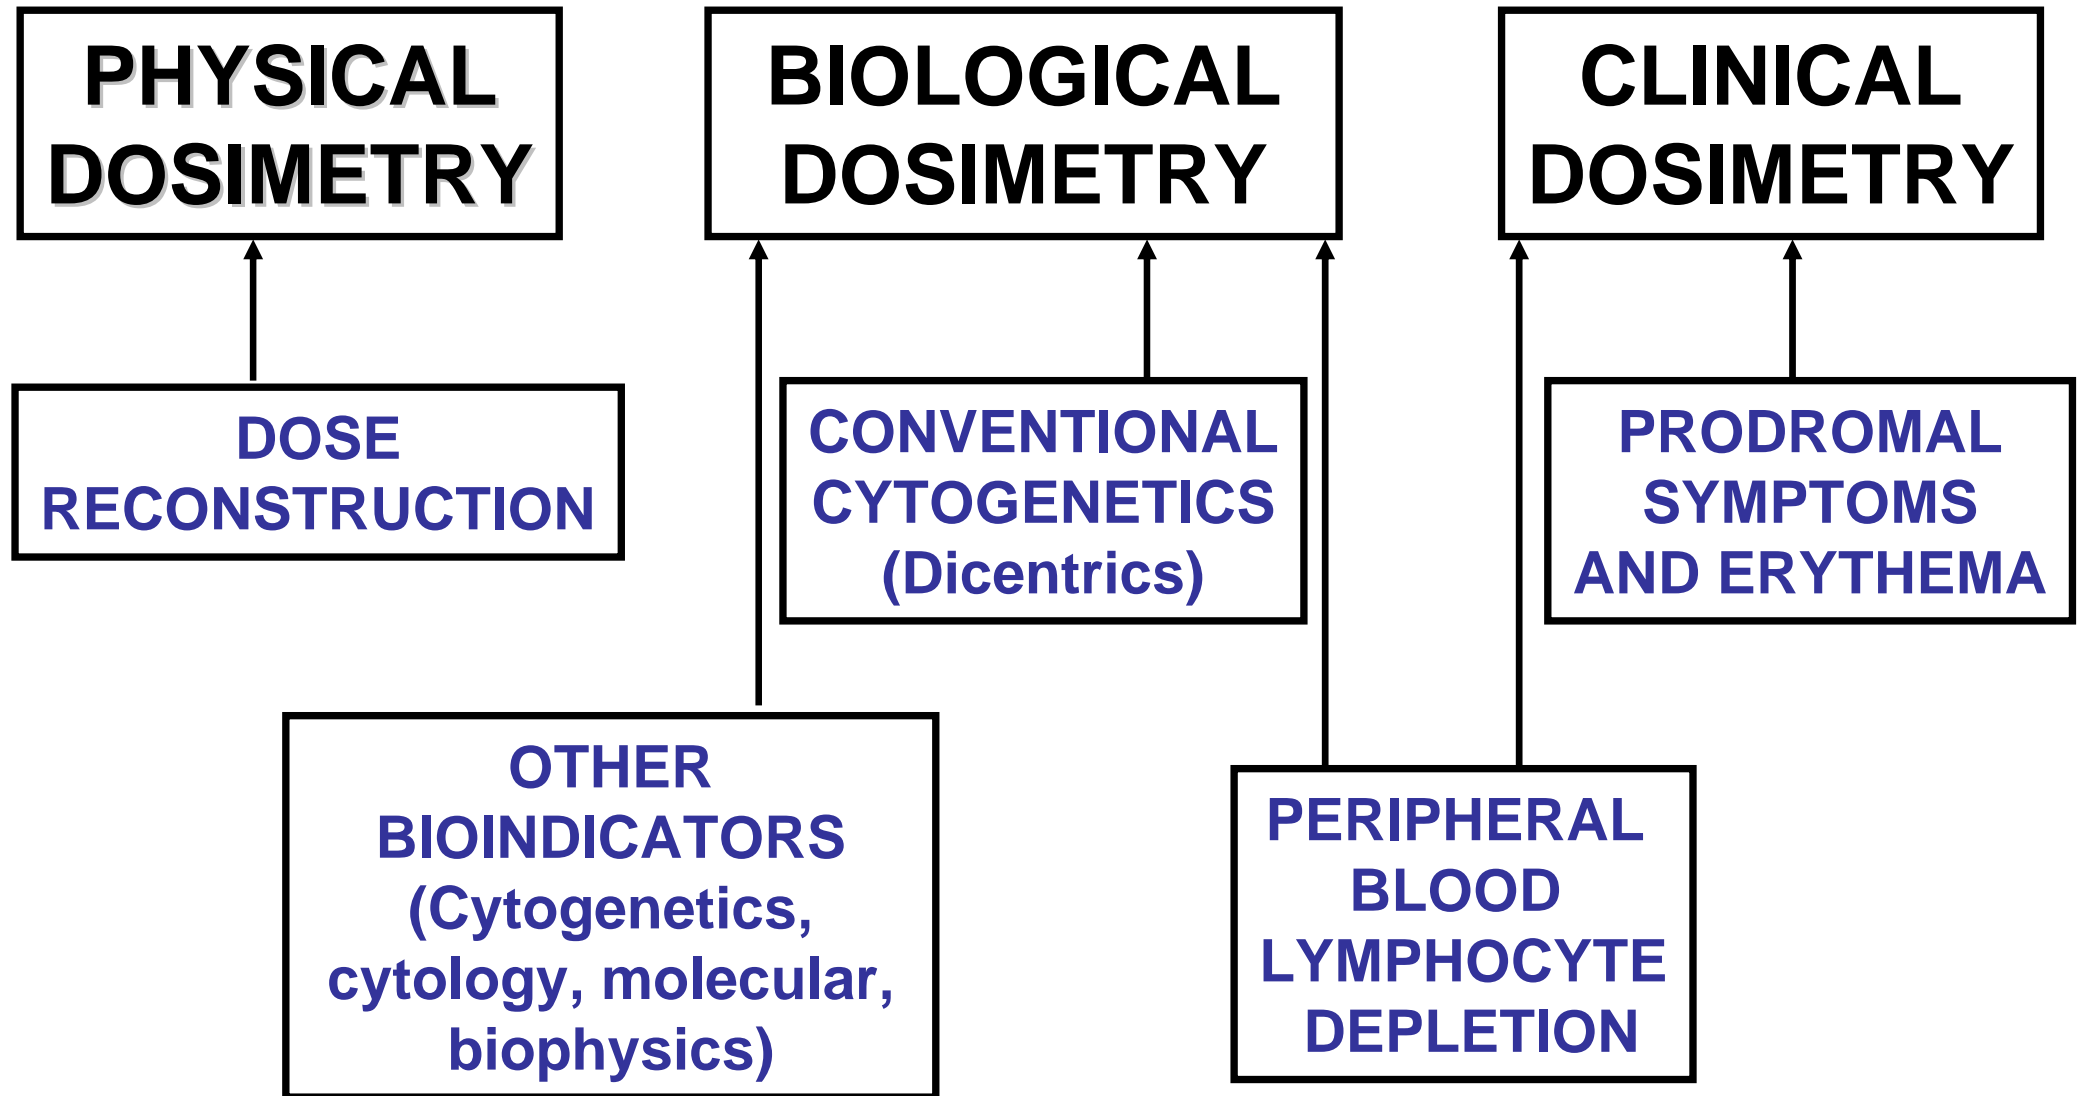 PHYSICAL
DOSIMETRY
BIOLOGICAL
DOSIMETRY
CLINICAL
DOSIMETRY
DOSE
RECONSTRUCTION
CONVENTIONAL
CYTOGENETICS
(Dicentrics)
PRODROMAL
SYMPTOMS
AND ERYTHEMA
OTHER
BIOINDICATORS
(Cytogenetics,
cytology, molecular,
biophysics)
PERIPHERAL
BLOOD
LYMPHOCYTE
DEPLETION